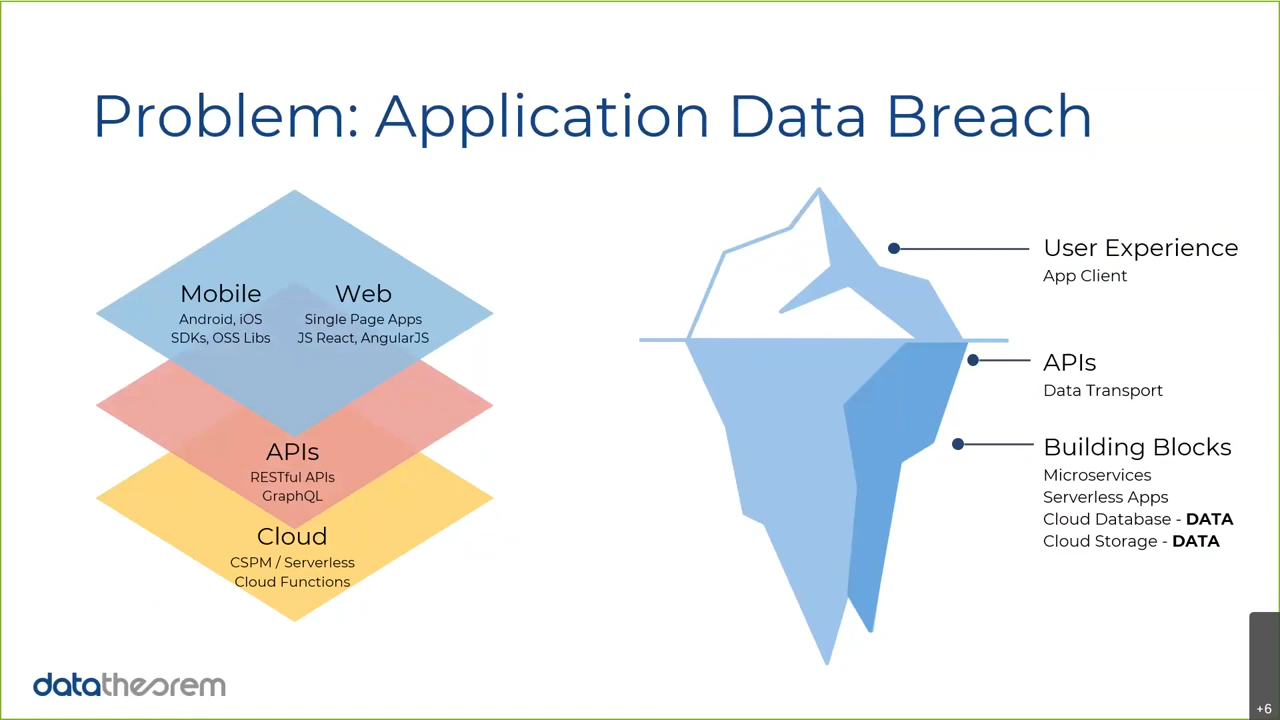 Problem: Application Data Breach
Mobile
Android, iOS
SDKs, OSS Libs
Web
Single Page Apps
JS React, AngularJS
APIs
RESTful APIs
GraphQL
Cloud
CSPM / Serverless
Cloud Functions
User Experience
App Client
APIs
Data Transport
Building Blocks
Microservices
Serverless Apps
Cloud Database - DATA
Cloud Storage - DATA
datatheorem
+6